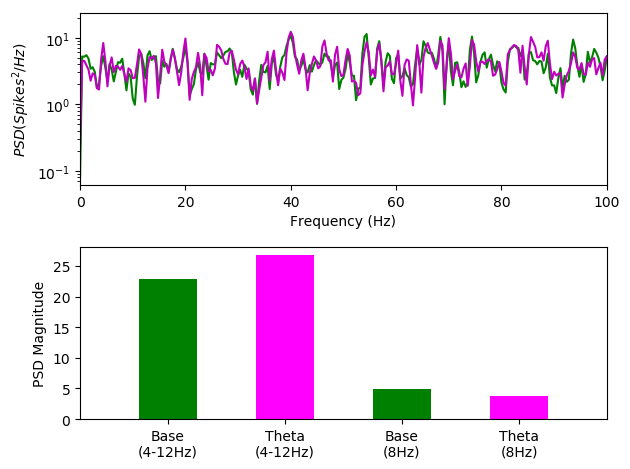 10¹
10⁰
10⁻¹
PSD(Spikes²/Hz)
0 20 40 60 80 100
Frequency (Hz)
25
20
15
10
5
0
PSD Magnitude
Base Theta Base Theta
(4-12Hz) (4-12Hz) (8Hz) (8Hz)